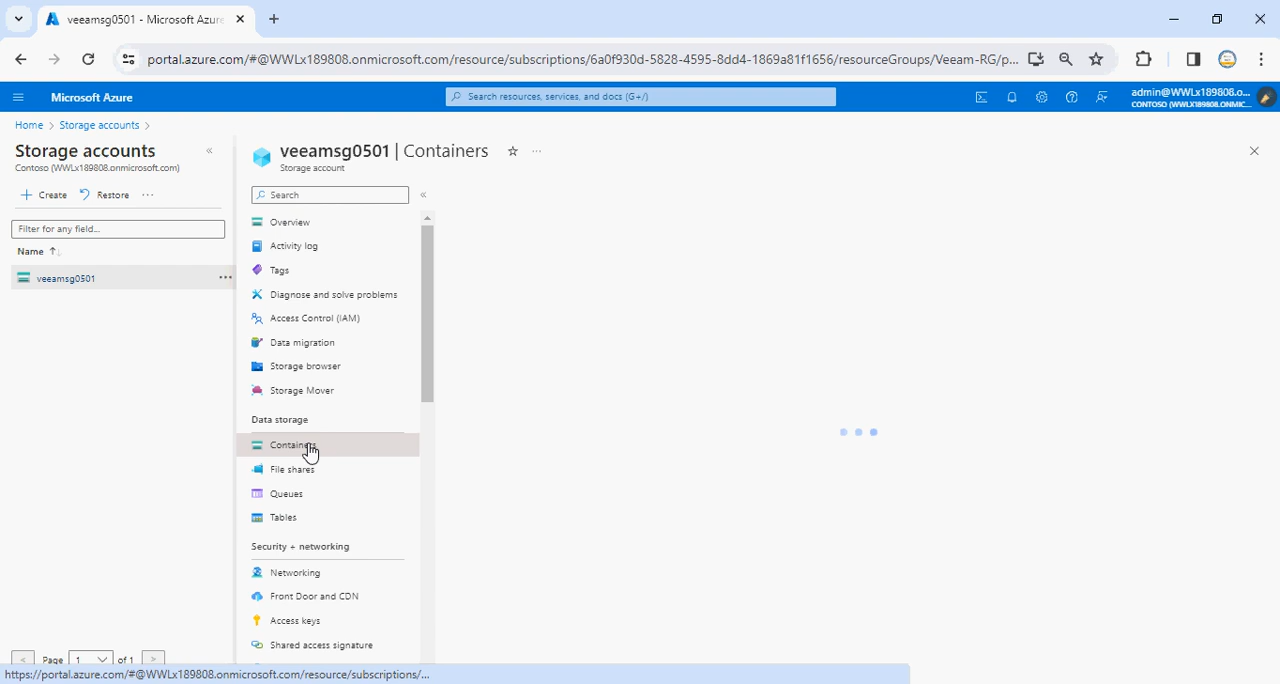 veeamsg0501 - Microsoft Azure
portal.azure.com/#@WWLx189808.onmicrosoft.com/resource/subscriptions/6a0f930d-5828-4595-8dd4-1869a81f1656/resourceGroups/Veeam-RG/p...
Microsoft Azure
Search resources, services, and docs (G+/)
admin@WWLx189808.o...
CONTOSO (WWLX189808.ONMIC...
Home > Storage accounts >
Storage accounts
Contoso (WWLx189808.onmicrosoft.com)
Create
Restore
Filter for any field...
Name
veeamsg0501
Page 1 of 1
veeamsg0501 | Containers
Storage account
Search
Overview
Activity log
Tags
Diagnose and solve problems
Access Control (IAM)
Data migration
Storage browser
Storage Mover
Data storage
Containers
File shares
Queues
Tables
Security + networking
Networking
Front Door and CDN
Access keys
Shared access signature
https://portal.azure.com/#@WWLx189808.onmicrosoft.com/resource/subscriptions/...